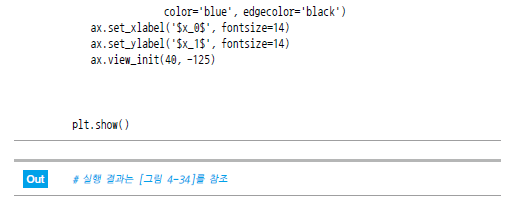 color='blue', edgecolor='black')
ax.set_xlabel('$x_0$', fontsize=14)
ax.set_ylabel('$x_1$', fontsize=14)
ax.view_init(40, -125)
plt.show()
Out # 실행 결과는 [그림 4-34]를 참조